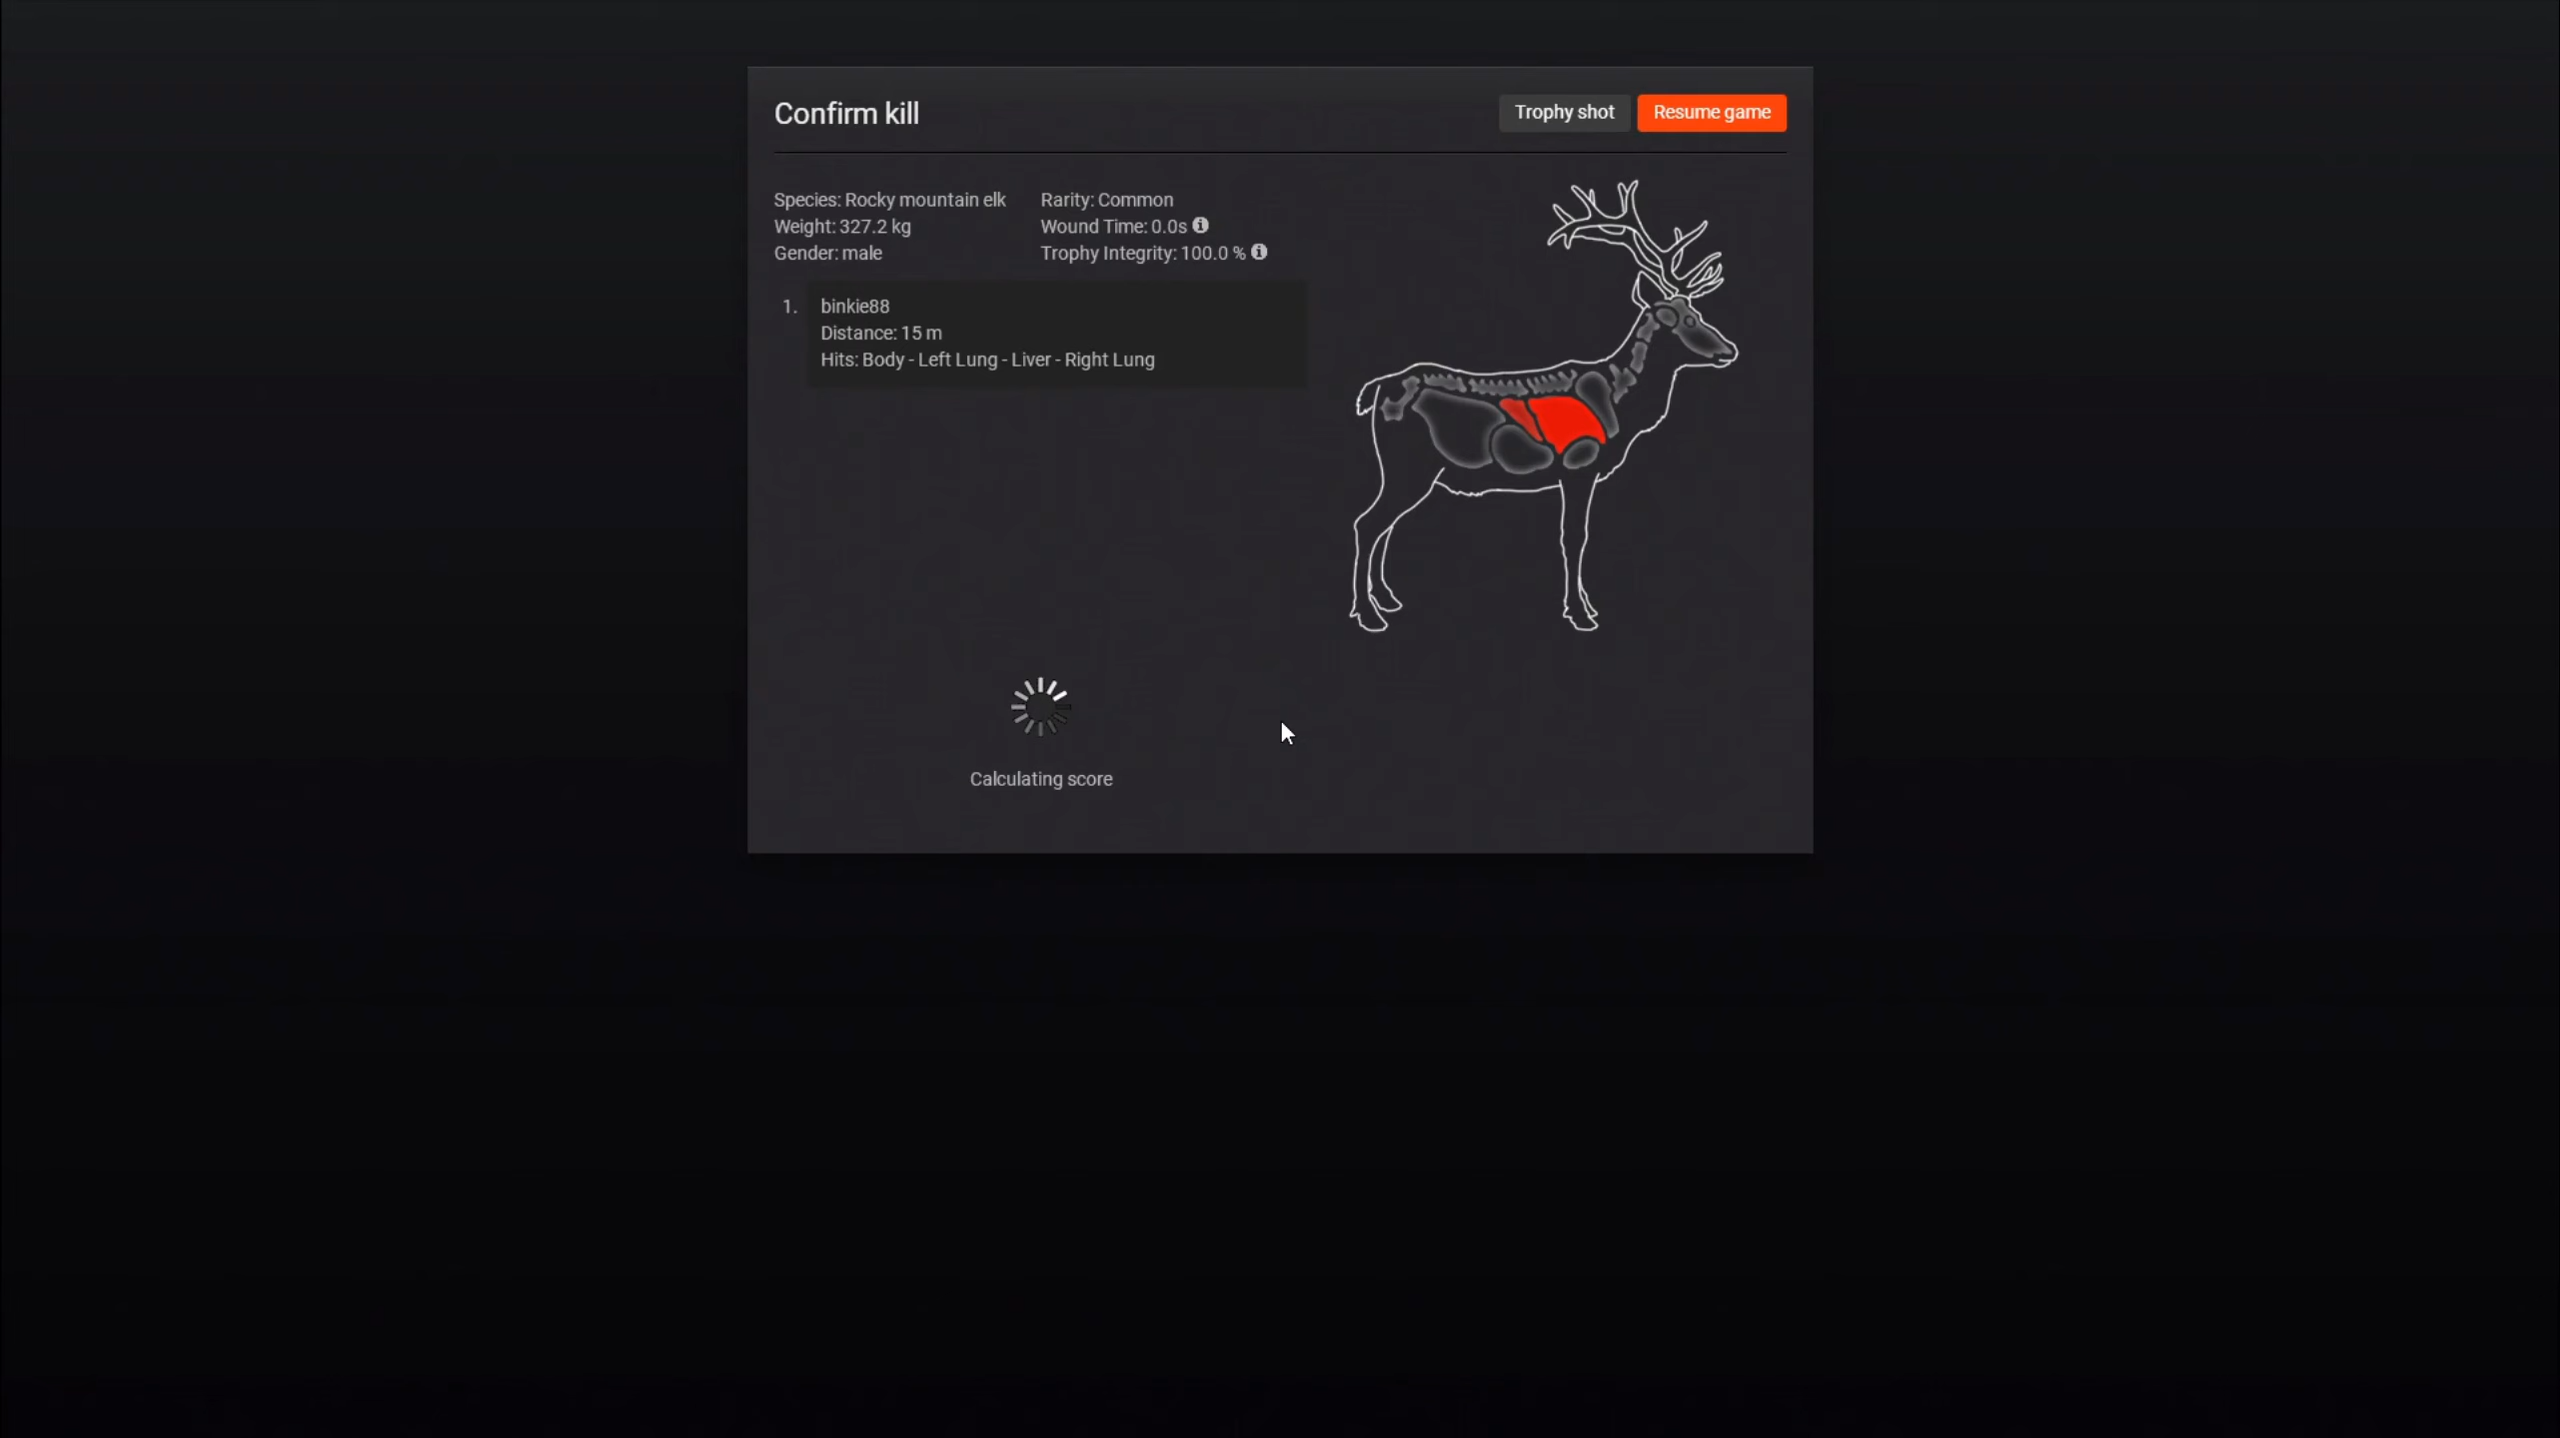 Confirm kill
Trophy shot
Resume game
Species: Rocky mountain elk
Weight: 327.2 kg
Gender: male
Rarity: Common
Wound Time: 0.0s
Trophy Integrity: 100.0 %
1.
binkie88
Distance: 15 m
Hits: Body - Left Lung - Liver - Right Lung
Calculating score